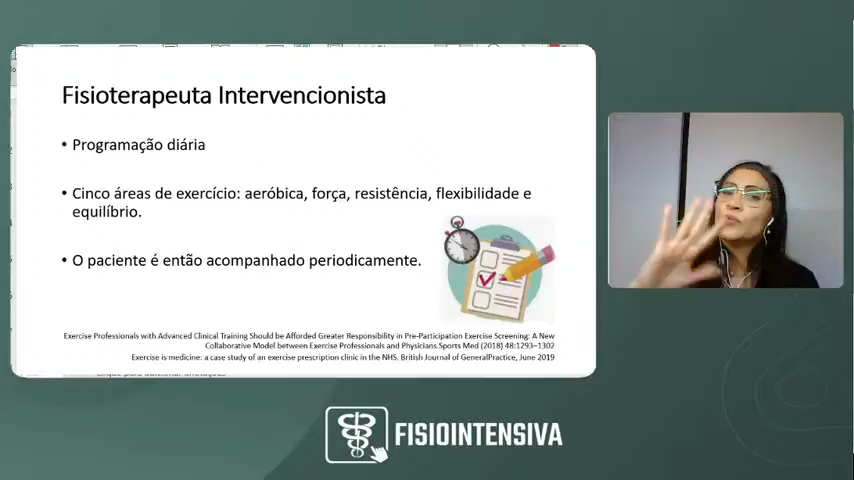 Fisioterapeuta Intervencionista
• Programação diária
• Cinco áreas de exercício: aeróbica, força, resistência, flexibilidade e
equilíbrio.
• O paciente é então acompanhado periodicamente.
Exercise Professionals with Advanced Clinical Training Should be Afforded Greater Responsibility in Pre-Participation Exercise Screening: A New
Collaborative Model between Exercise Professionals and Physicians.Sports Med (2018) 48:1293–1302
Exercise is medicine: a case study of an exercise prescription clinic in the NHS. British Journal of GeneralPractice, June 2019
FISIOINTENSIVA